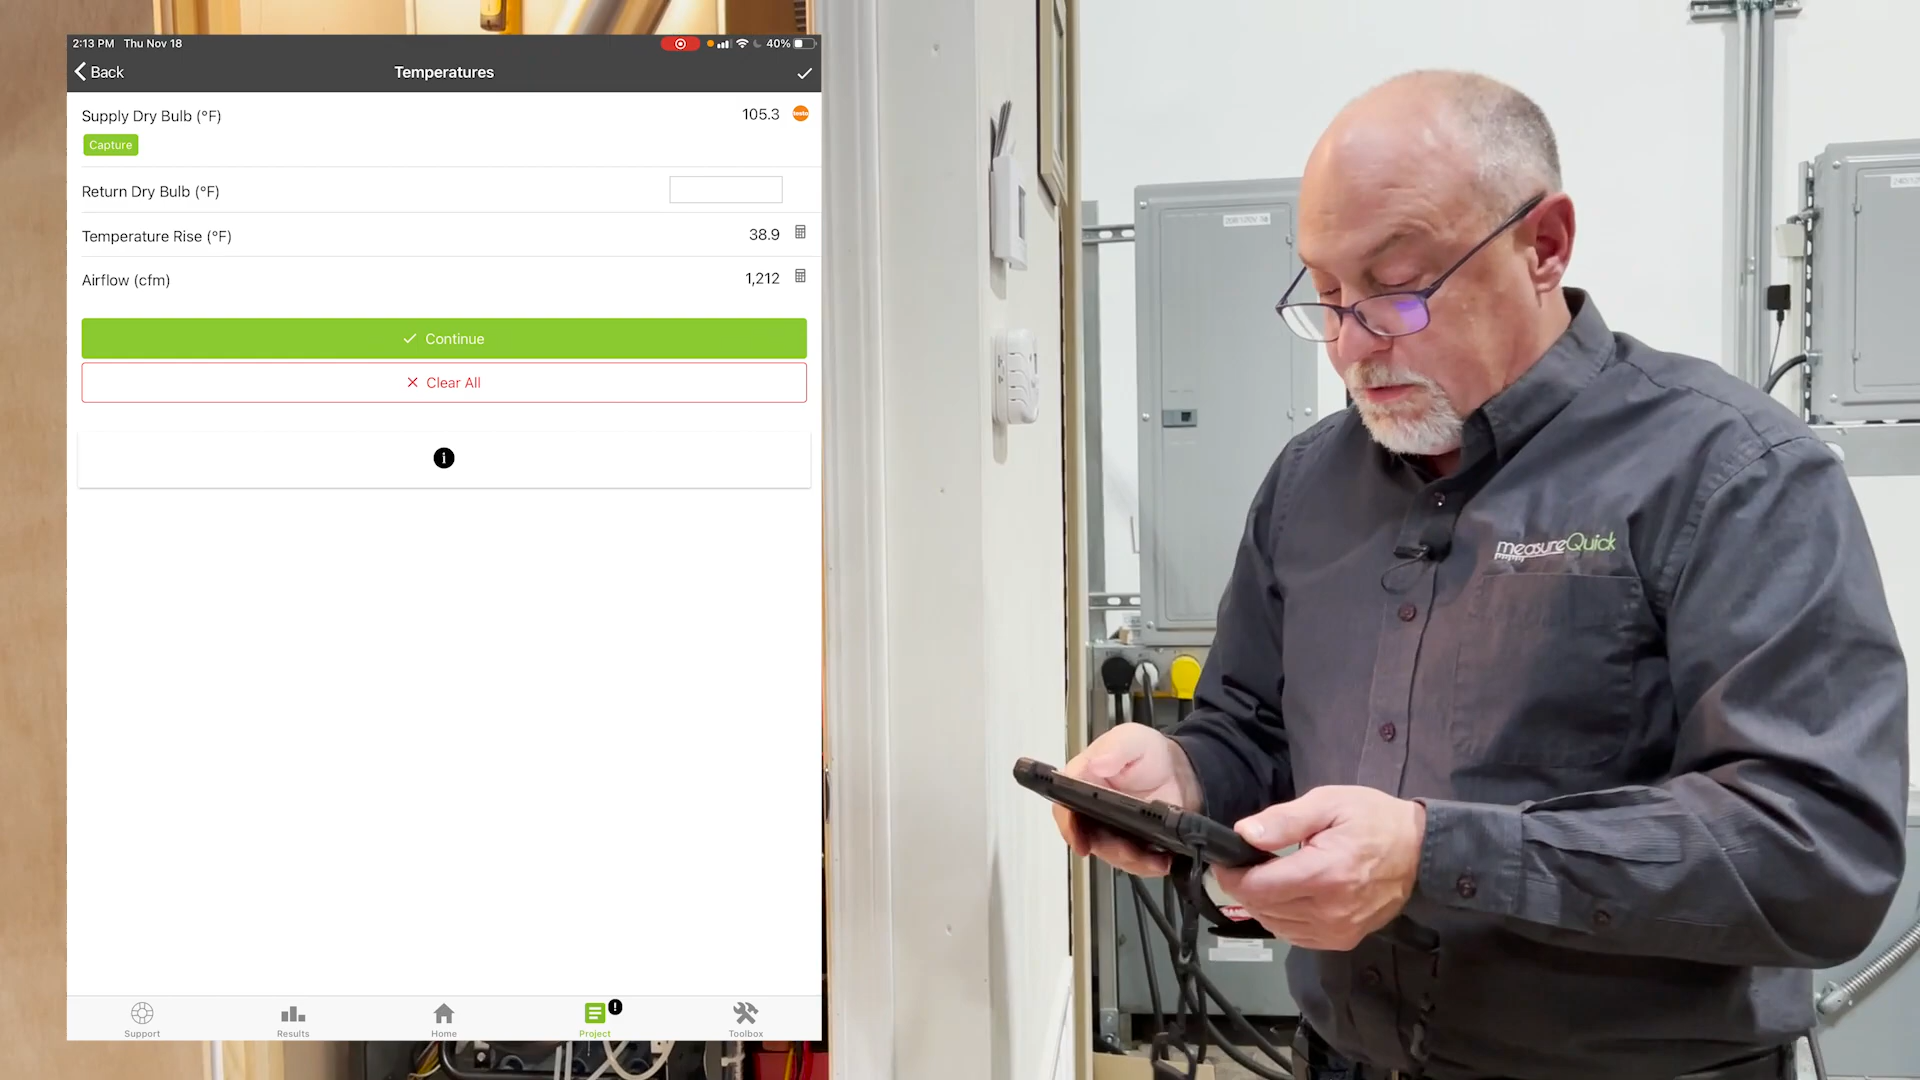 2:13 PM Thu Nov 18
40%
Back
Temperatures
Supply Dry Bulb (°F)
105.3
testo
Capture
Return Dry Bulb (°F)
Temperature Rise (°F)
38.9
Airflow (cfm)
1,212
Continue
Clear All
Support
Results
Home
Project
Toolbox
measureQuick